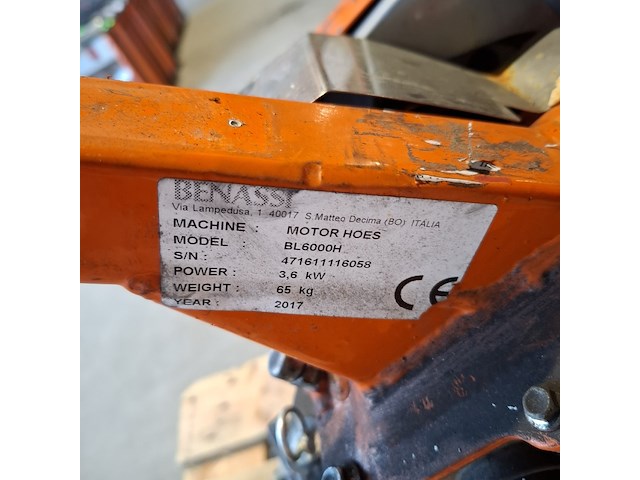 BENASSI
Via Lampedusa, 1 40017 S.Matteo Decima (BO) ITALIA
MACHINE : MOTOR HOES
MODEL : BL6000H
S/N : 471611116058
POWER : 3,6 kW
WEIGHT : 65 kg
YEAR : 2017
CE